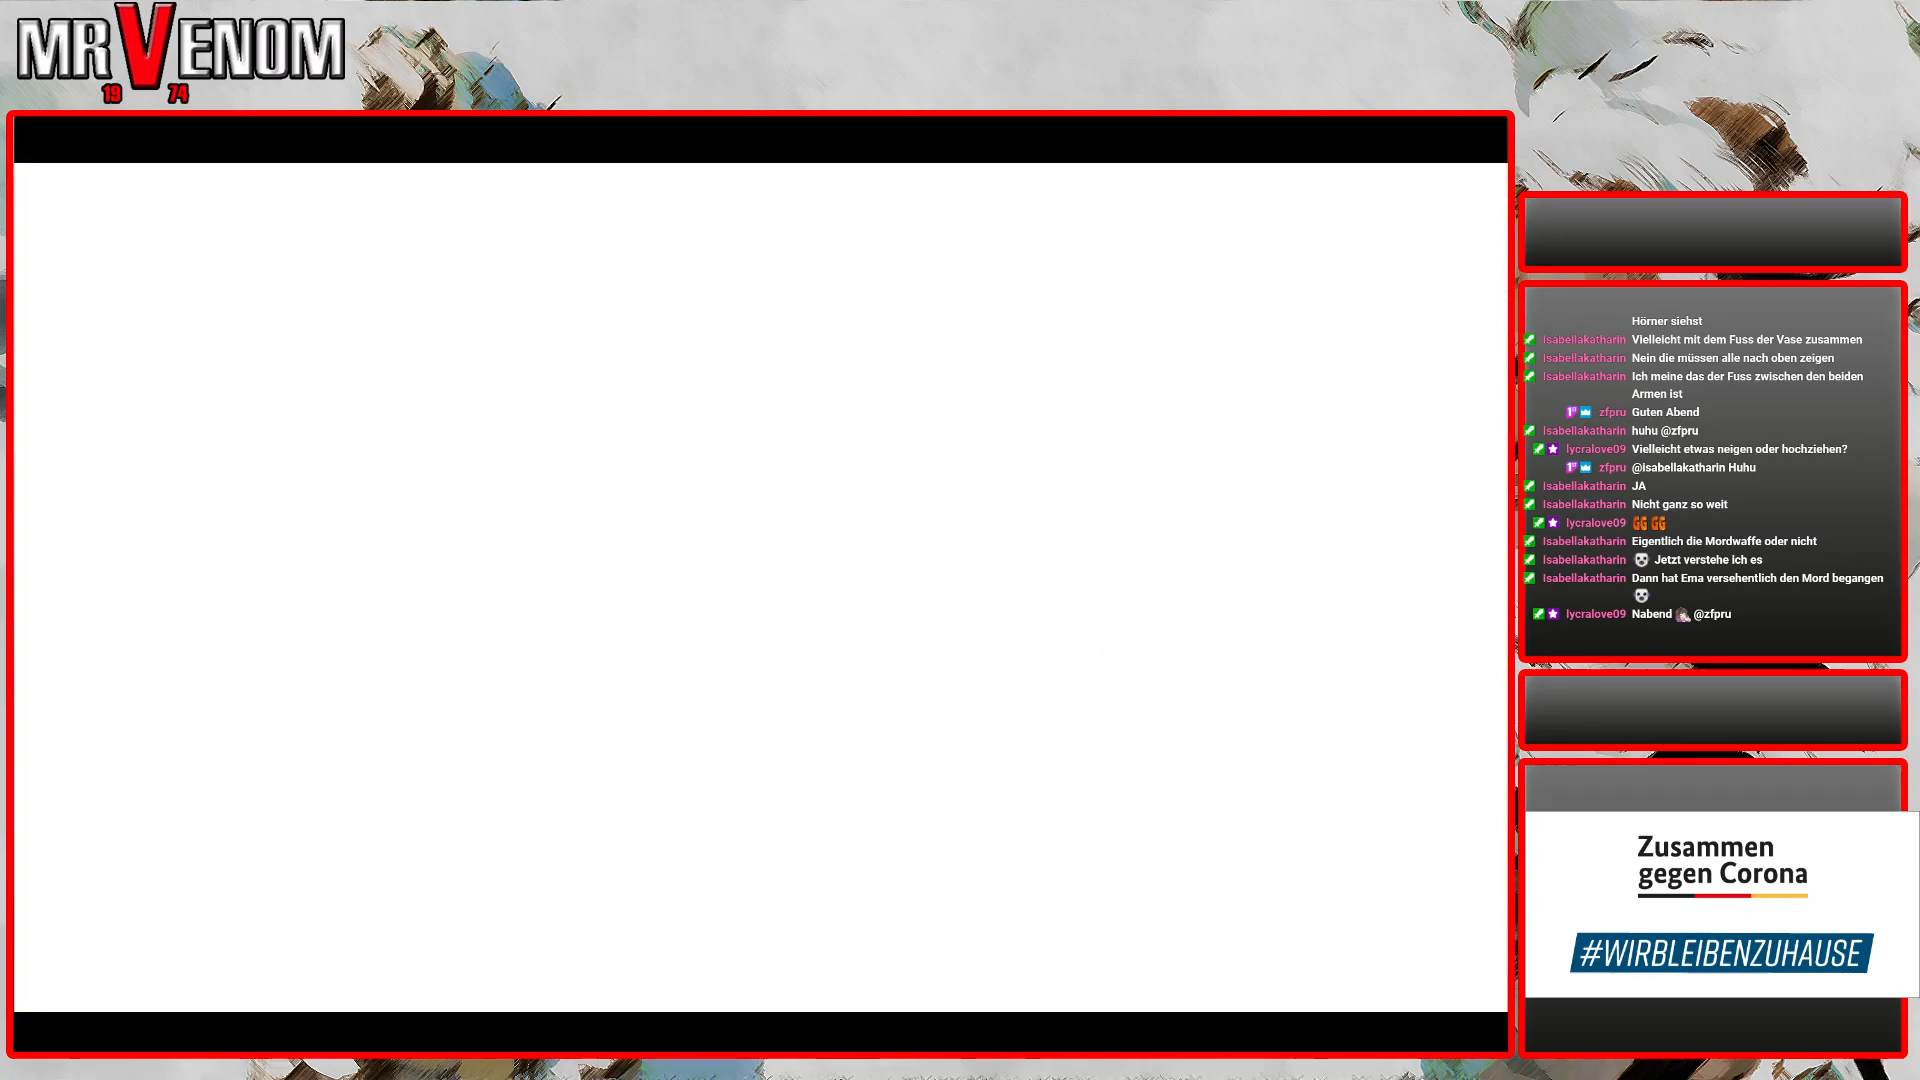 MRVENOM
19 74
Hörner siehst
Isabellakatharin Vielleicht mit dem Fuss der Vase zusammen
Isabellakatharin Nein die müssen alle nach oben zeigen
Isabellakatharin Ich meine das der Fuss zwischen den beiden
Armen ist
zfpru Guten Abend
Isabellakatharin huhu @zfpru
lycralove09 Vielleicht etwas neigen oder hochziehen?
zfpru @isabellakatharin Huhu
Isabellakatharin JA
Isabellakatharin Nicht ganz so weit
lycralove09 GG GG
Isabellakatharin Eigentlich die Mordwaffe oder nicht
Isabellakatharin Jetzt verstehe ich es
Isabellakatharin Dann hat Ema versehentlich den Mord begangen
lycralove09 Nabend @zfpru
Zusammen
gegen Corona
#WIRBLEIBENZUHAUSE